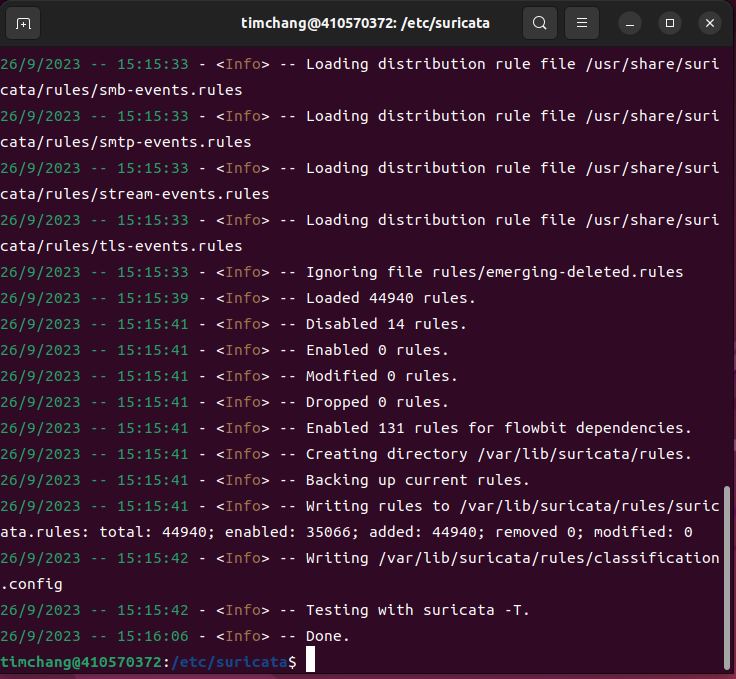 timchang@410570372: /etc/suricata
26/9/2023 -- 15:15:33 - <Info> -- Loading distribution rule file /usr/share/suri
cata/rules/smb-events.rules
26/9/2023 -- 15:15:33 - <Info> -- Loading distribution rule file /usr/share/suri
cata/rules/smtp-events.rules
26/9/2023 -- 15:15:33 - <Info> -- Loading distribution rule file /usr/share/suri
cata/rules/stream-events.rules
26/9/2023 -- 15:15:33 - <Info> -- Loading distribution rule file /usr/share/suri
cata/rules/tls-events.rules
26/9/2023 -- 15:15:33 - <Info> -- Ignoring file rules/emerging-deleted.rules
26/9/2023 -- 15:15:39 - <Info> -- Loaded 44940 rules.
26/9/2023 -- 15:15:41 - <Info> -- Disabled 14 rules.
26/9/2023 -- 15:15:41 - <Info> -- Enabled 0 rules.
26/9/2023 -- 15:15:41 - <Info> -- Modified 0 rules.
26/9/2023 -- 15:15:41 - <Info> -- Dropped 0 rules.
26/9/2023 -- 15:15:41 - <Info> -- Enabled 131 rules for flowbit dependencies.
26/9/2023 -- 15:15:41 - <Info> -- Creating directory /var/lib/suricata/rules.
26/9/2023 -- 15:15:41 - <Info> -- Backing up current rules.
26/9/2023 -- 15:15:41 - <Info> -- Writing rules to /var/lib/suricata/rules/suric
ata.rules: total: 44940; enabled: 35066; added: 44940; removed 0; modified: 0
26/9/2023 -- 15:15:42 - <Info> -- Writing /var/lib/suricata/rules/classification
.config
26/9/2023 -- 15:15:42 - <Info> -- Testing with suricata -T.
26/9/2023 -- 15:16:06 - <Info> -- Done.
timchang@410570372:/etc/suricata$